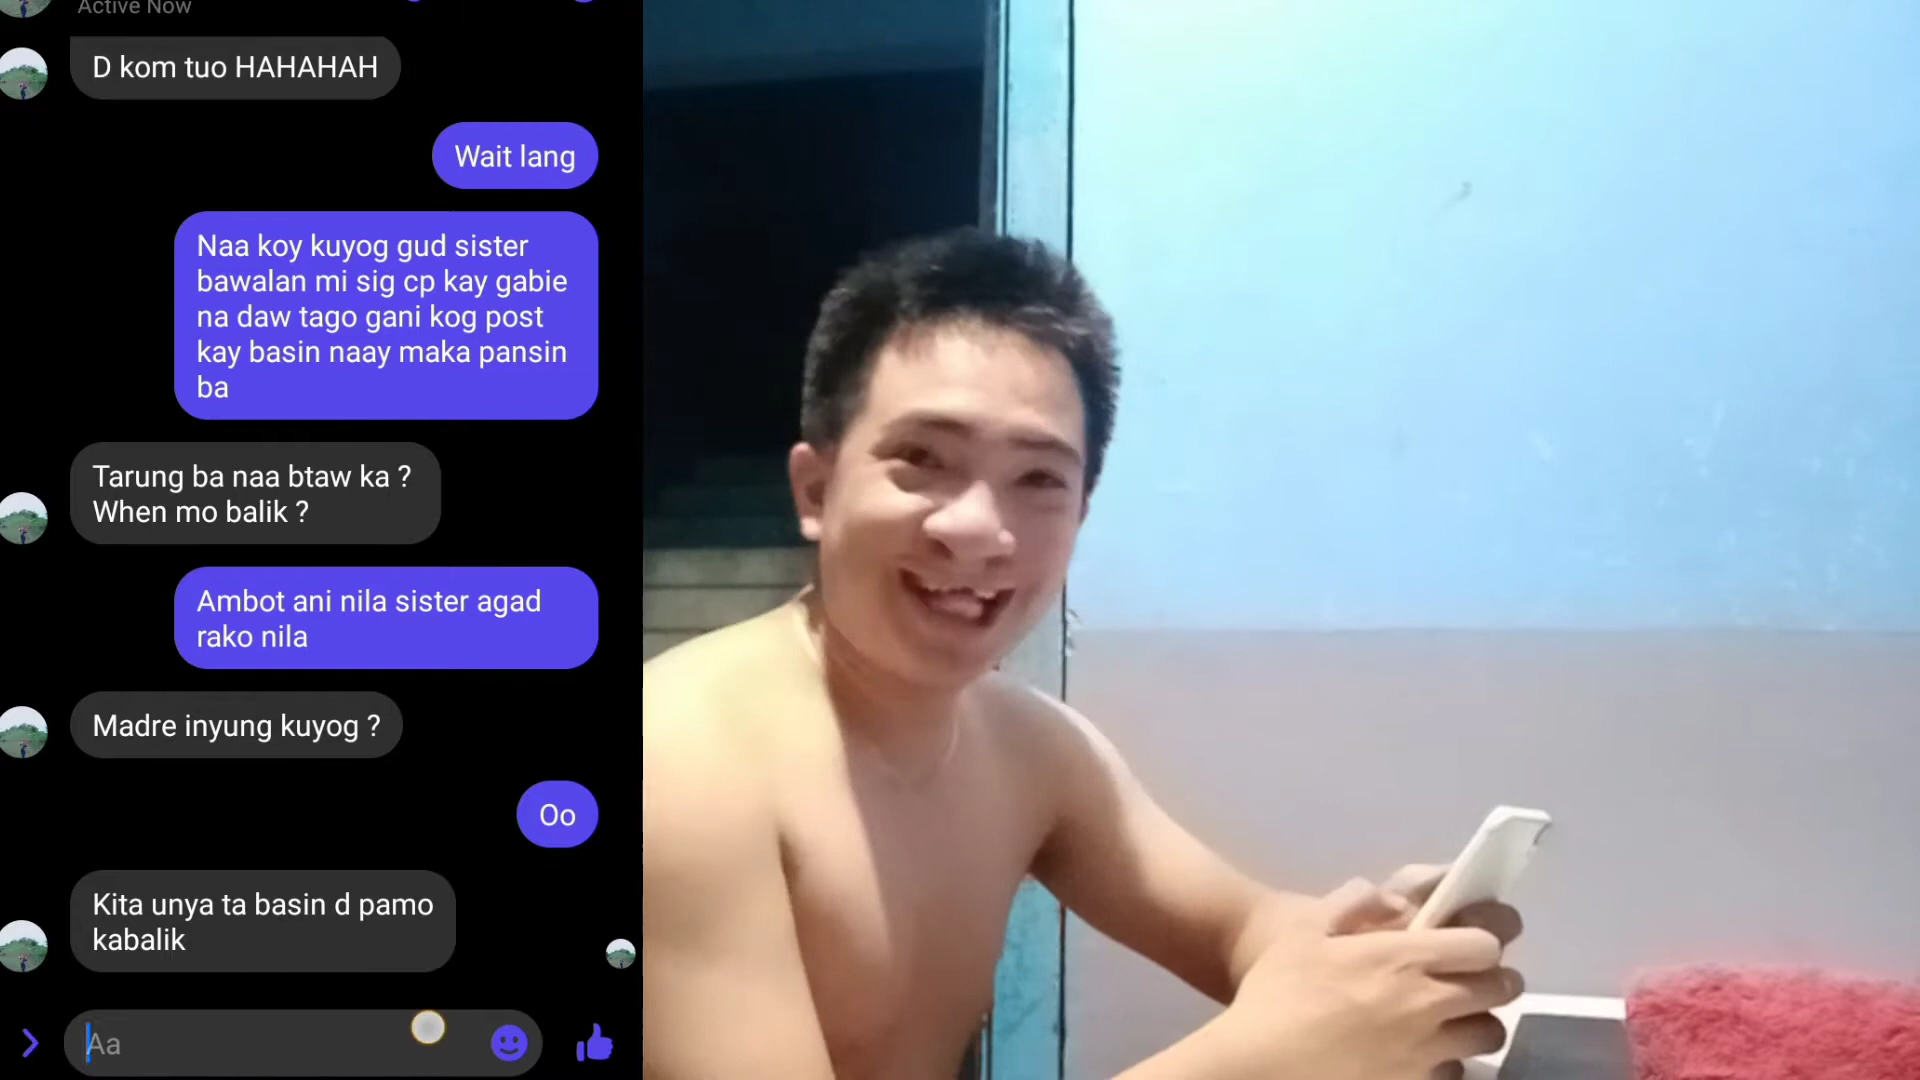 Active Now
D kom tuo HAHAHAH
Wait lang
Naa koy kuyog gud sister
bawalan mi sig cp kay gabie
na daw tago gani kog post
kay basin naay maka pansin
ba
Tarung ba naa btaw ka ?
When mo balik ?
Ambot ani nila sister agad
rako nila
Madre inyung kuyog ?
Oo
Kita unya ta basin d pamo
kabalik
Aa